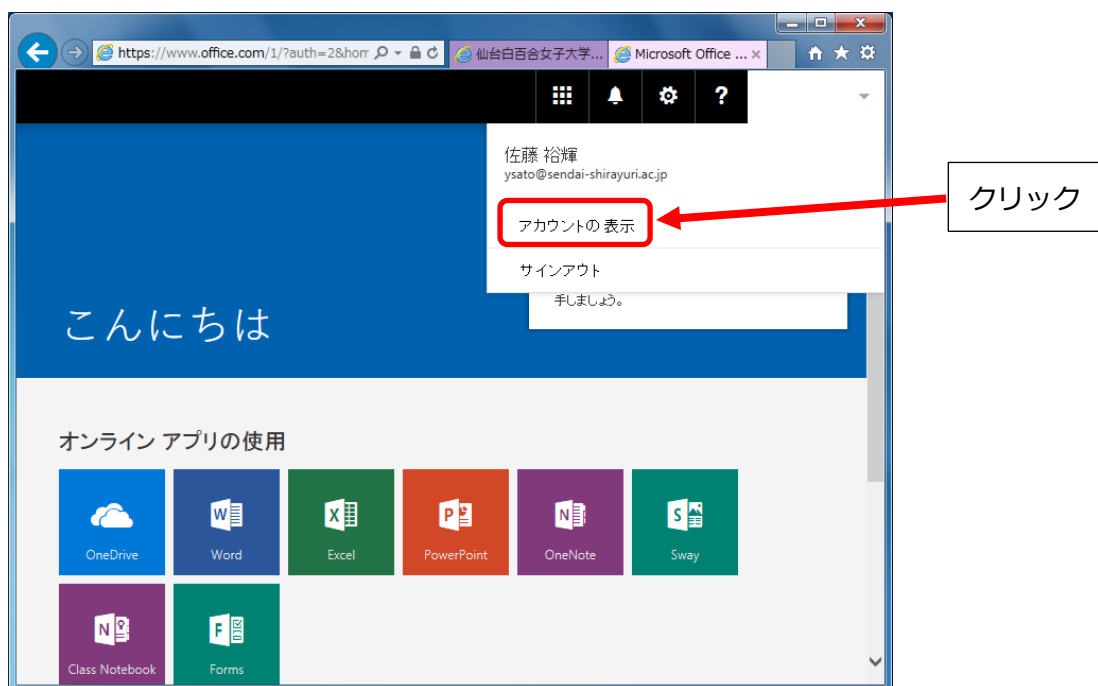 https://www.office.com/1/?auth=2&hom
仙台白百合女子大学...
Microsoft Office ...
?
佐藤 裕輝
ysato@sendai-shirayuri.ac.jp
アカウントの表示
クリック
サインアウト
手しましょう。
こんにちは
オンライン アプリの使用
OneDrive
Word
Excel
PowerPoint
OneNote
Sway
Class Notebook
Forms